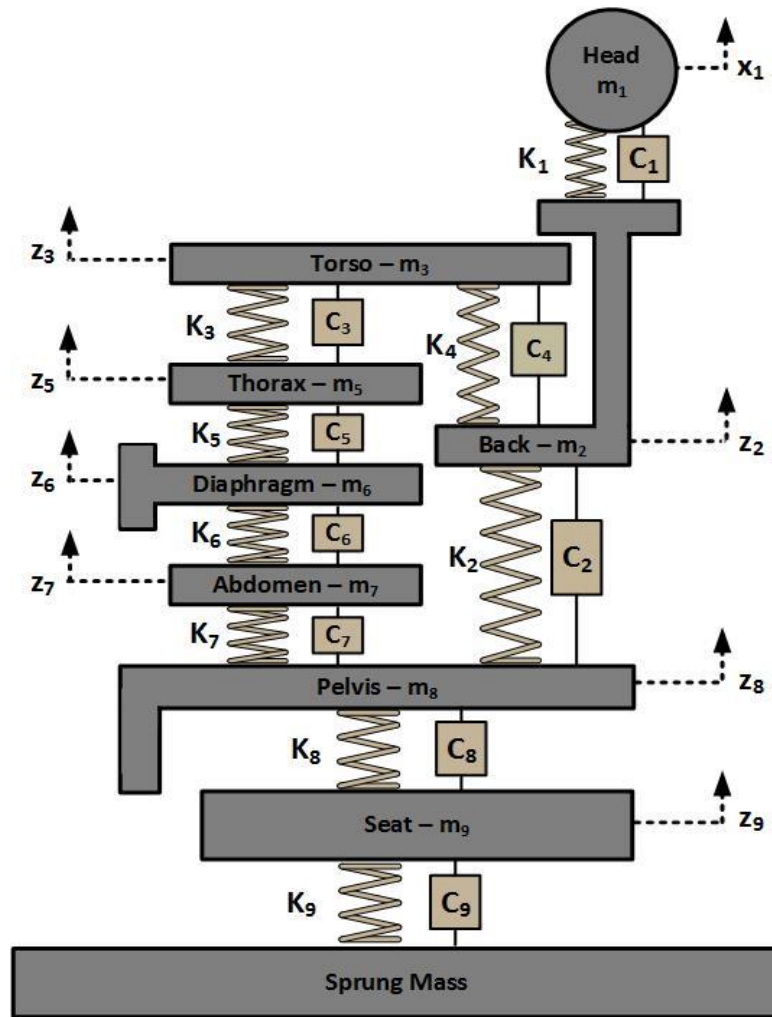 Head
m₁
x₁
K₁
C₁
z₃
Torso – m₃
K₃
C₃
K₄
C₄
z₅
Thorax – m₅
K₅
C₅
Back – m₂
z₂
z₆
Diaphragm – m₆
K₆
C₆
K₂
C₂
z₇
Abdomen – m₇
K₇
C₇
Pelvis – m₈
z₈
K₈
C₈
Seat – m₉
z₉
K₉
C₉
Sprung Mass